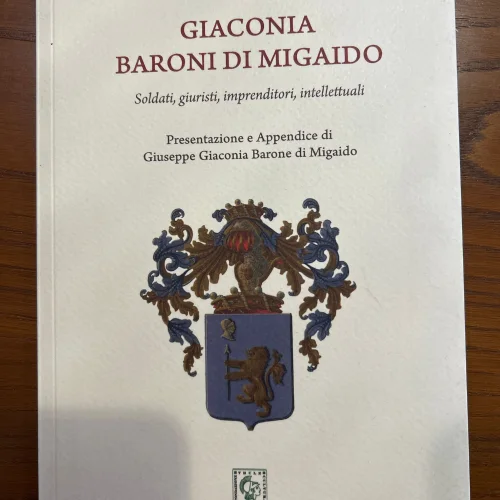 GIACONIA
BARONI DI MIGAIDO
Soldati, giuristi, imprenditori, intellettuali
Presentazione e Appendice di
Giuseppe Giaconia Barone di Migaido